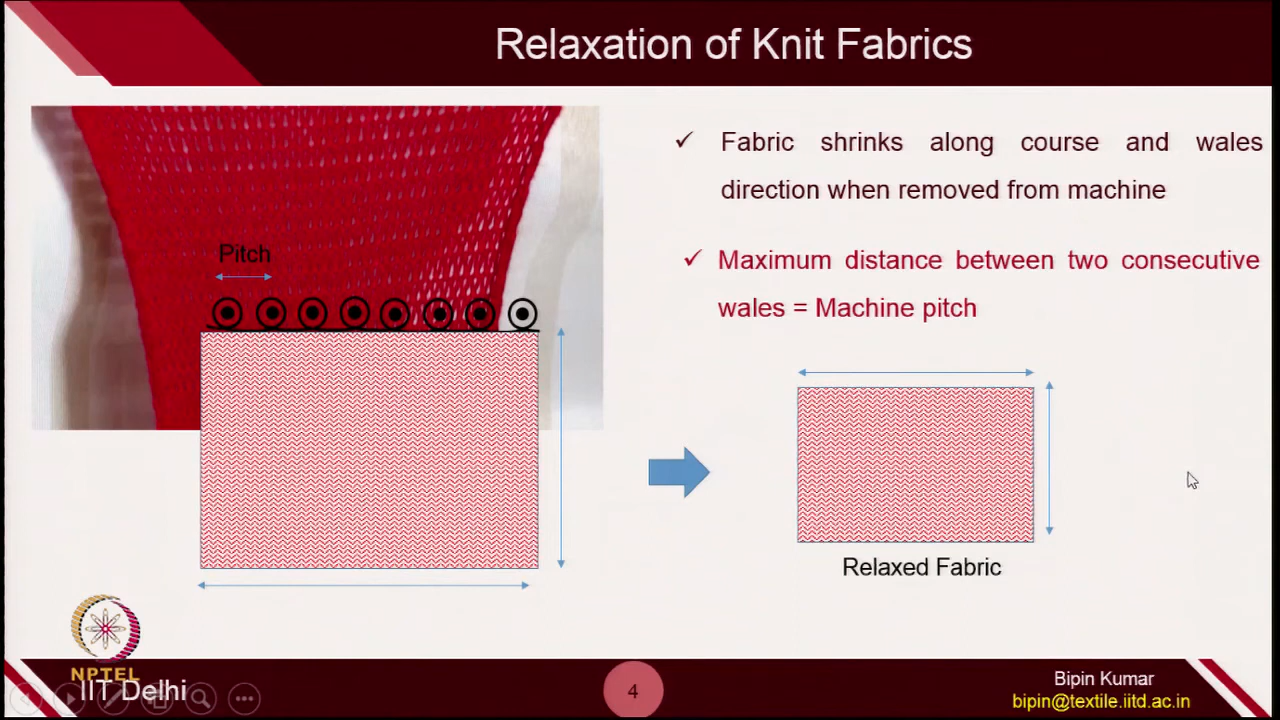 Relaxation of Knit Fabrics
Pitch
✓ Fabric shrinks along course and wales
direction when removed from machine
✓ Maximum distance between two consecutive
wales = Machine pitch
Relaxed Fabric
NPTEL
IIT Delhi
4
Bipin Kumar
bipin@textile.iitd.ac.in